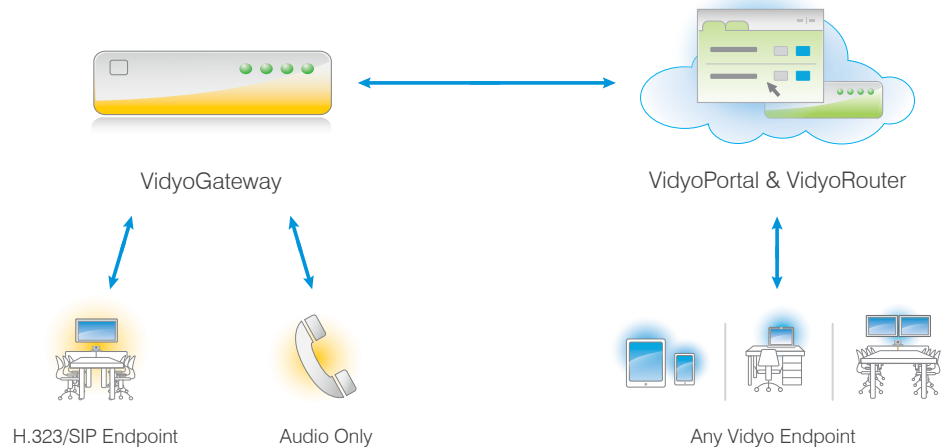 VidyoGateway
VidyoPortal & VidyoRouter
H.323/SIP Endpoint
Audio Only
Any Vidyo Endpoint